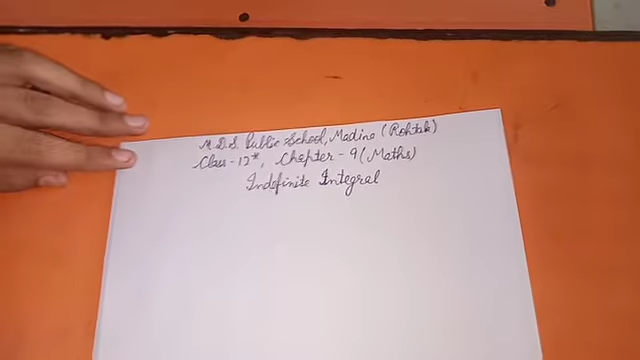 M.D.S. Public School, Madina (Rohtak)
Class - 12th, Chapter - 9 (Maths)
Indefinite Integral